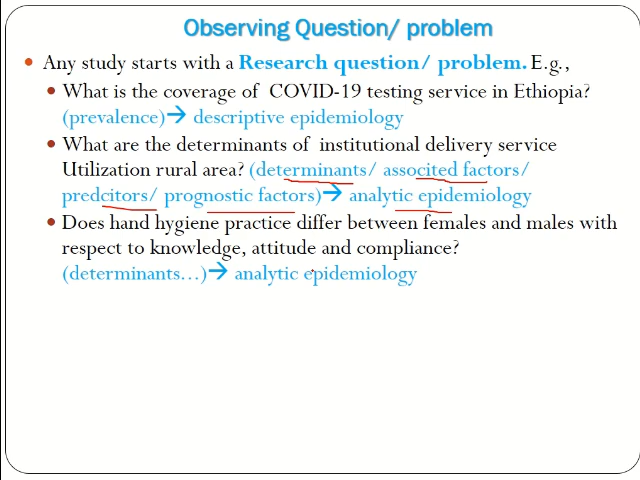 Observing Question/ problem
• Any study starts with a Research question/ problem. E.g.,
• What is the coverage of COVID-19 testing service in Ethiopia?
(prevalence)→ descriptive epidemiology
• What are the determinants of institutional delivery service
Utilization rural area? (determinants/ associted factors/
predcitors/ prognostic factors)→ analytic epidemiology
• Does hand hygiene practice differ between females and males with
respect to knowledge, attitude and compliance?
(determinants…)→ analytic epidemiology